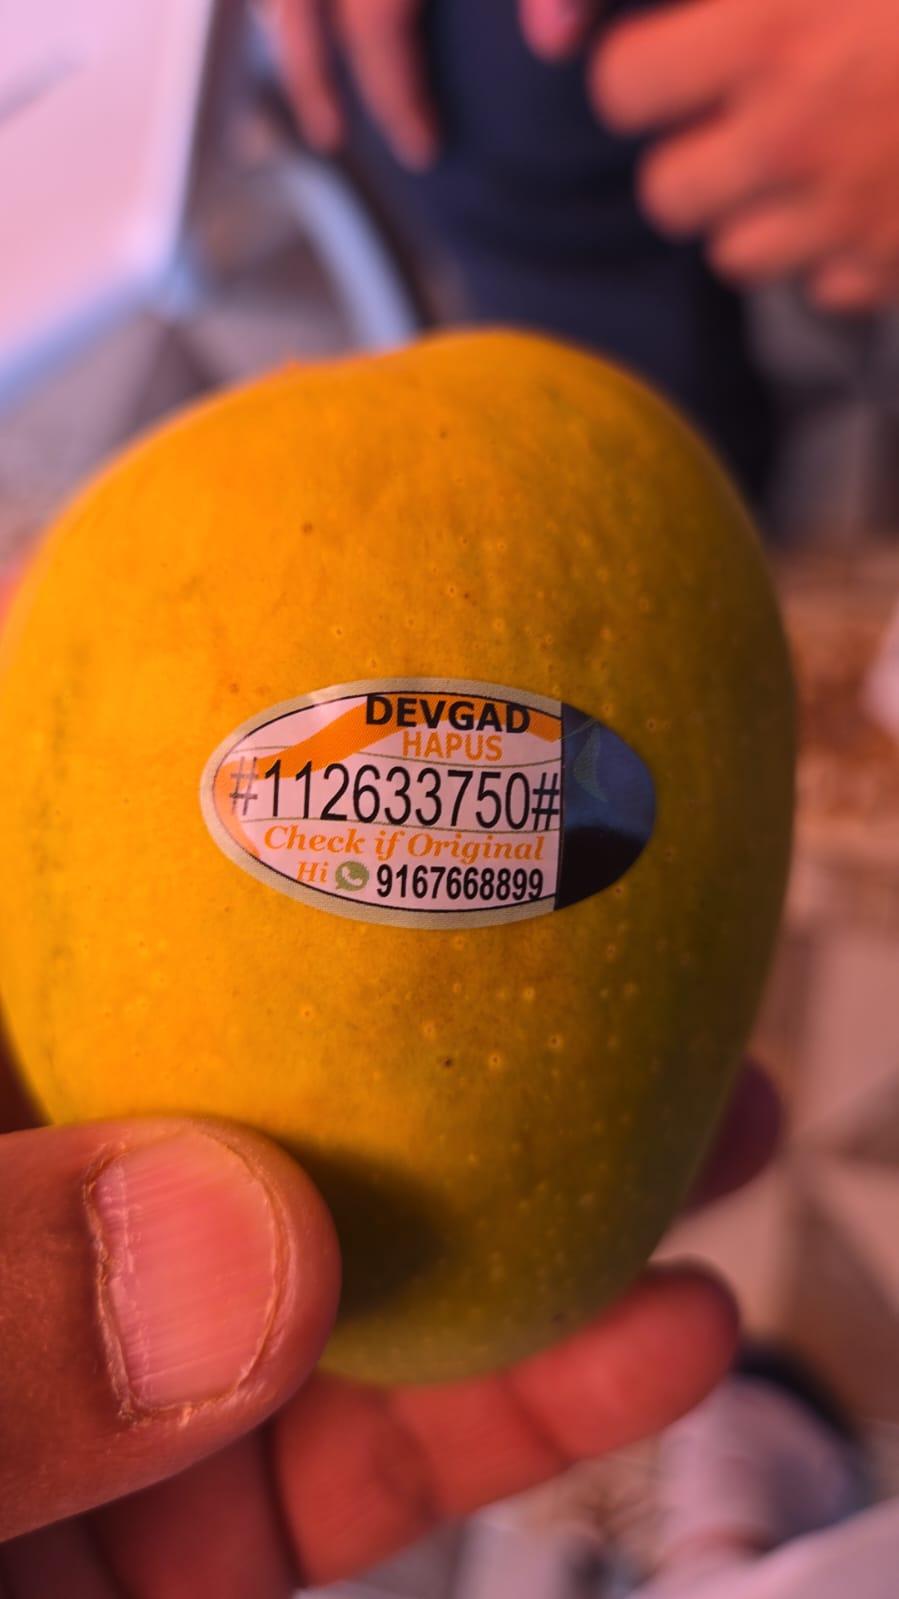 DEVGAD
HAPUS
#112633750#
Check if Original
Hi 9167668899